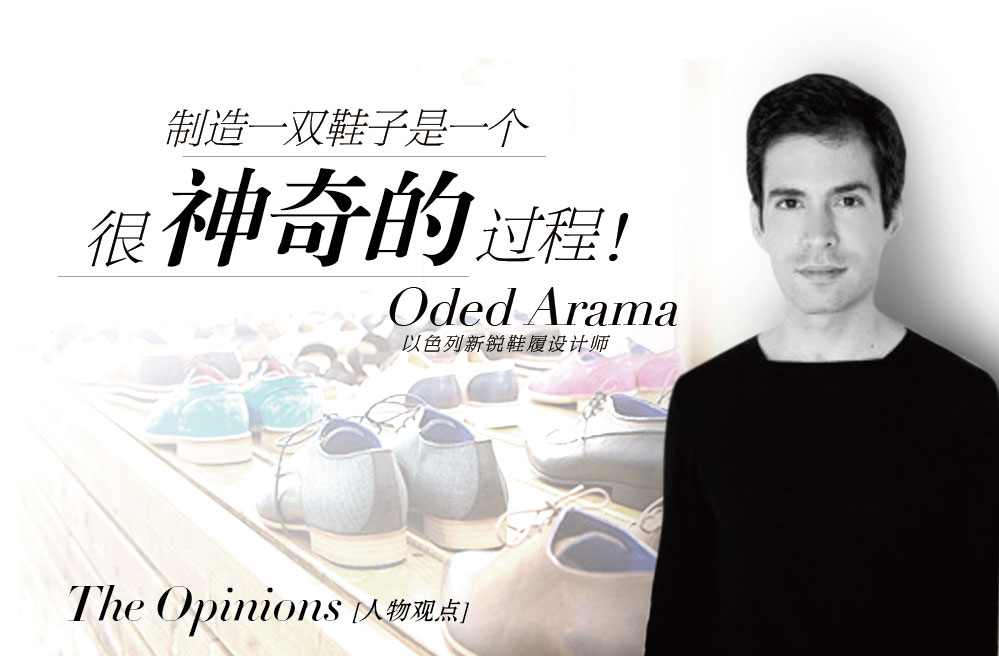 制造一双鞋子是一个
很神奇的过程!
Oded Arama
以色列新锐鞋履设计师
The Opinions [人物观点]